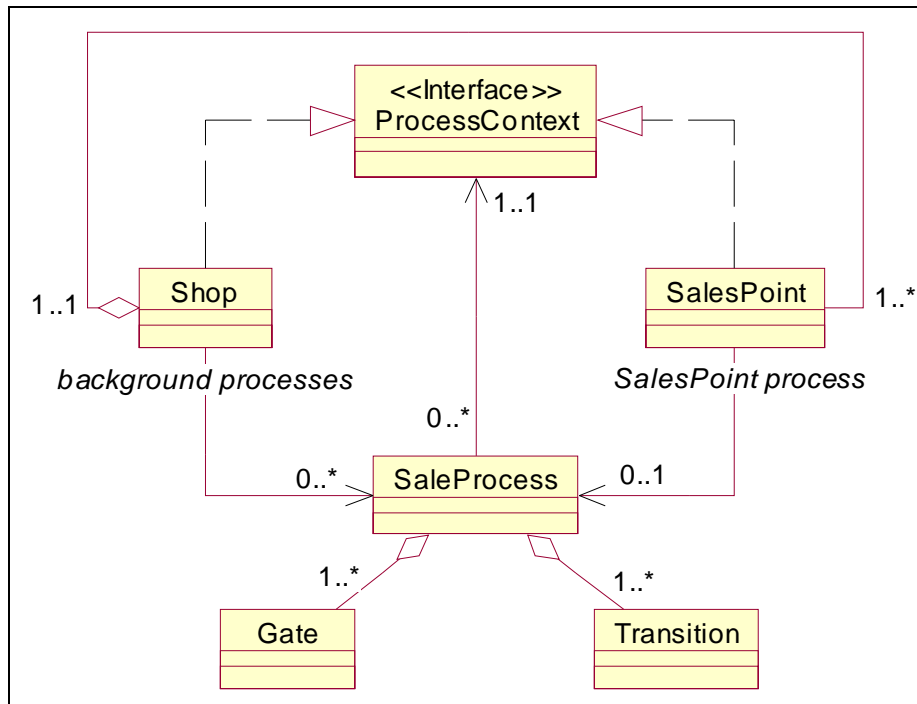 <<Interface>>
ProcessContext
1..1
Shop
SalesPoint
1..1
1..*
background processes
SalesPoint process
0..*
0..*
SaleProcess
0..1
1..*
1..*
Gate
Transition